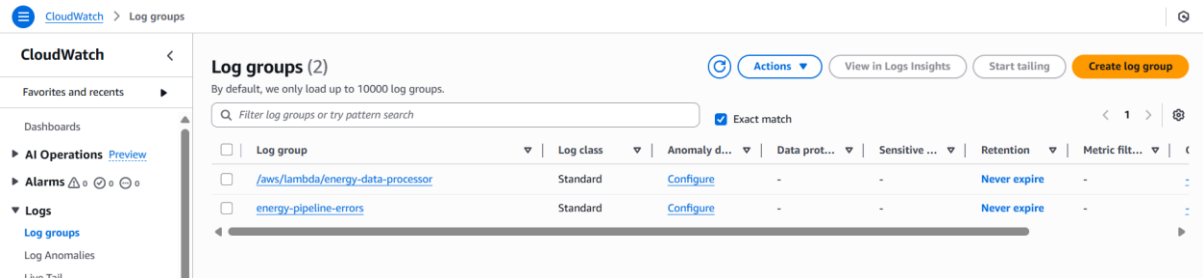 CloudWatch > Log groups
CloudWatch
Favorites and recents
Dashboards
AI Operations Preview
Alarms 0 0 0
Logs
Log groups
Log Anomalies
Live Tail
Log groups (2)
By default, we only load up to 10000 log groups.
Actions
View in Logs Insights
Start tailing
Create log group
Filter log groups or try pattern search
Exact match
1
Log group Log class Anomaly d... Data prot... Sensitive ... Retention Metric filt...
/aws/lambda/energy-data-processor Standard Configure - - Never expire - -
energy-pipeline-errors Standard Configure - - Never expire - -